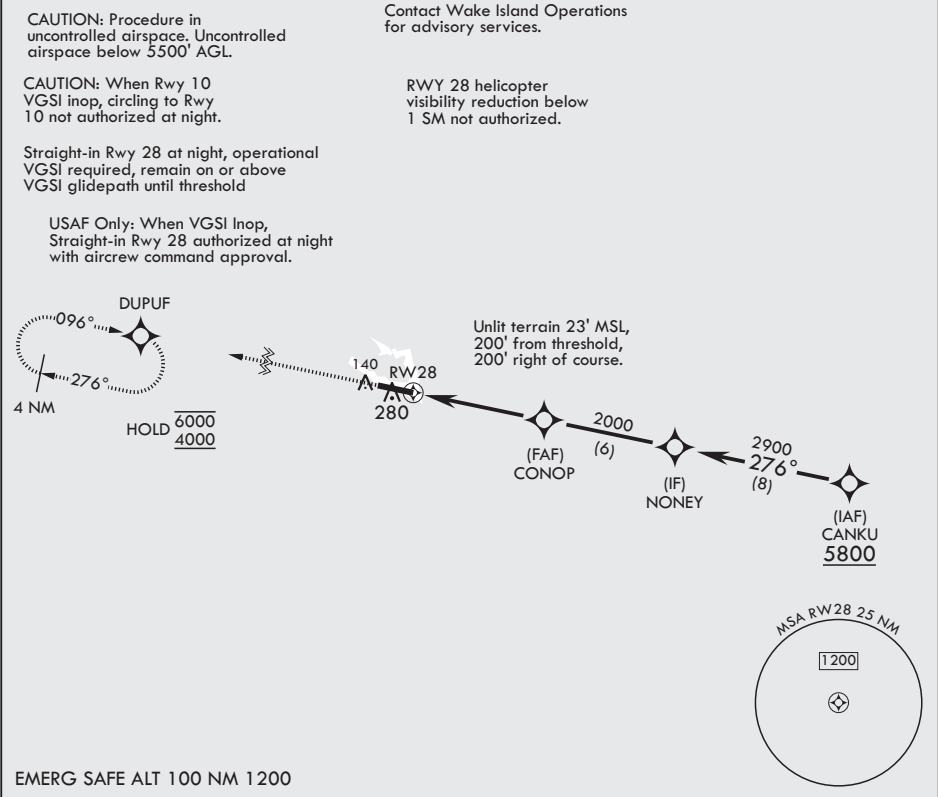 CAUTION: Procedure in
uncontrolled airspace. Uncontrolled
airspace below 5500' AGL.
Contact Wake Island Operations
for advisory services.
CAUTION: When Rwy 10
VGSI inop, circling to Rwy
10 not authorized at night.
RWY 28 helicopter
visibility reduction below
1 SM not authorized.
Straight-in Rwy 28 at night, operational
VGSI required, remain on or above
VGSI glidepath until threshold
USAF Only: When VGSI Inop,
Straight-in Rwy 28 authorized at night
with aircrew command approval.
DUPUF
096°
276°
4 NM
HOLD 6000
4000
Unlit terrain 23' MSL,
200' from threshold,
200' right of course.
140
RW28
280
(FAF)
CONOP
2000
(6)
(IF)
NONEY
2900
276°
(8)
(IAF)
CANKU
5800
MSA RW28 25 NM
1200
EMERG SAFE ALT 100 NM 1200